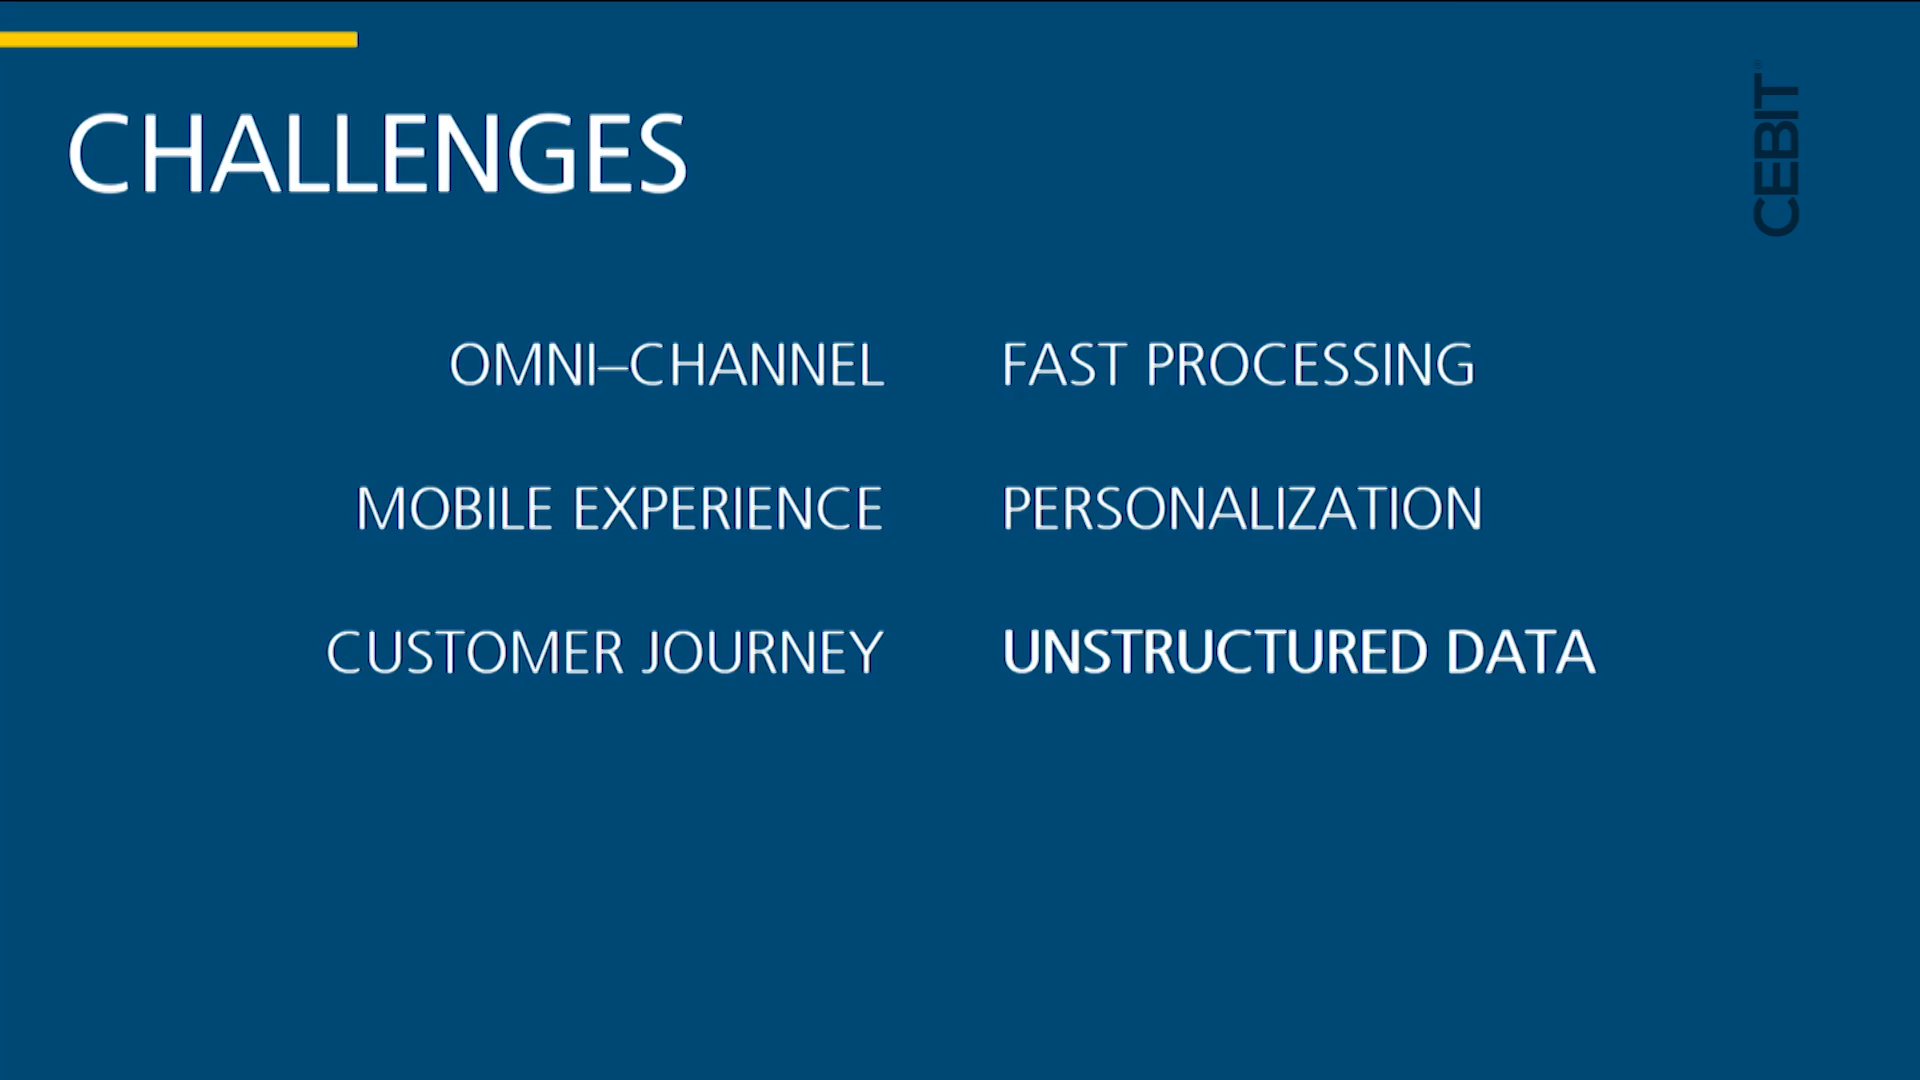 CHALLENGES
CEBIT®
OMNI–CHANNEL
FAST PROCESSING
MOBILE EXPERIENCE
PERSONALIZATION
CUSTOMER JOURNEY
UNSTRUCTURED DATA